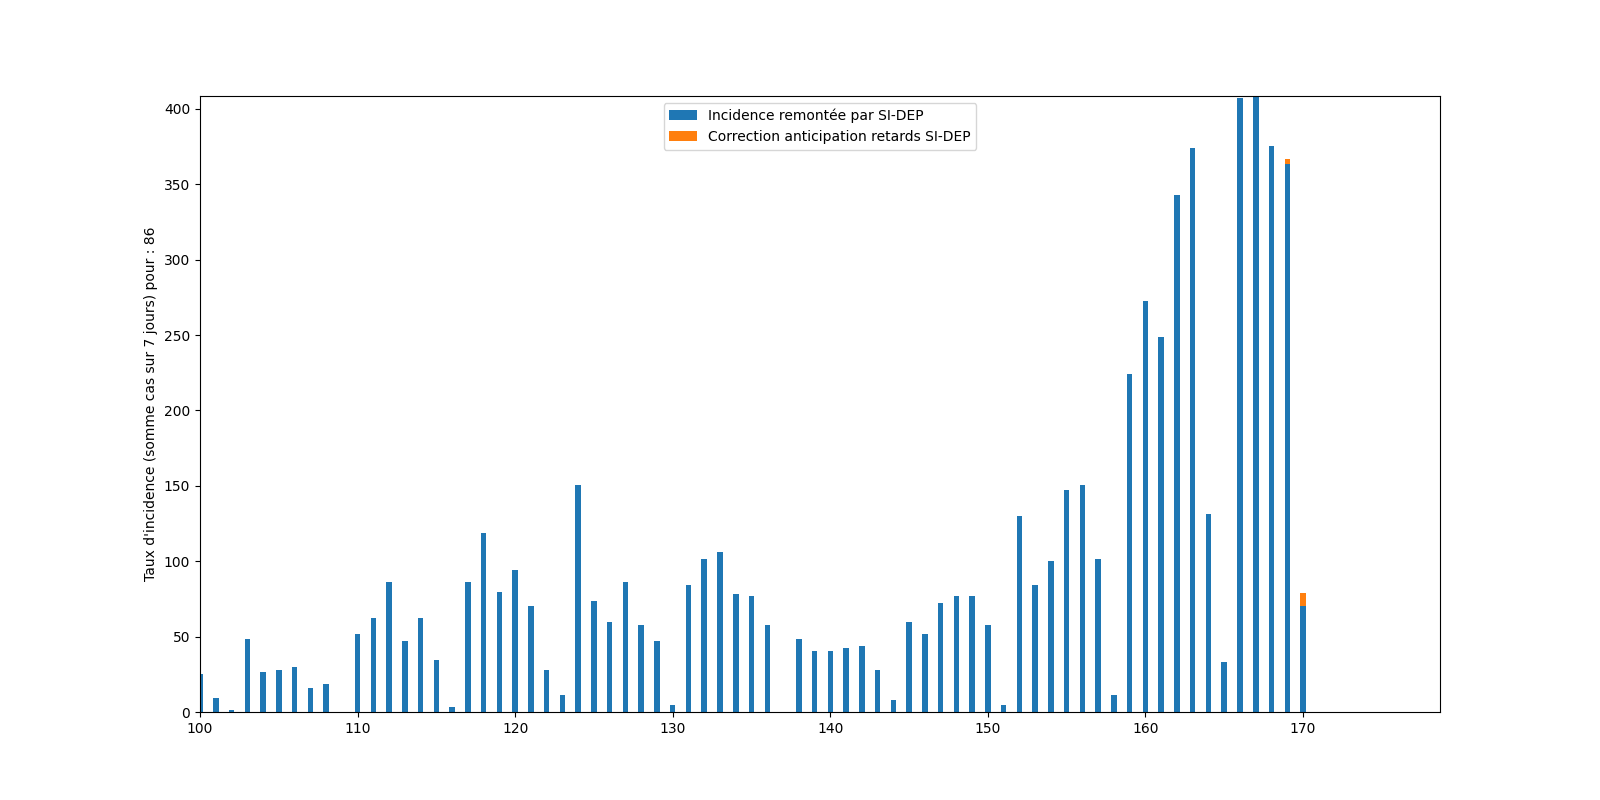 Incidence remontée par SI-DEP
Correction anticipation retards SI-DEP
Taux d'incidence (somme cas sur 7 jours) pour : 86
400
350
300
250
200
150
100
50
0
100 110 120 130 140 150 160 170